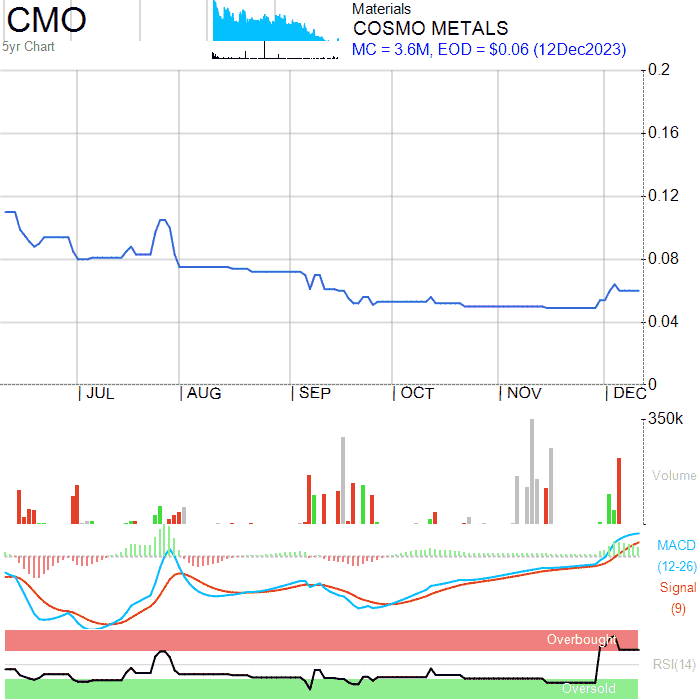 CMO
5yr Chart
Materials
COSMO METALS
MC = 3.6M, EOD = $0.06 (12Dec2023)
0.2
0.16
0.12
0.08
0.04
0
JUL AUG SEP OCT NOV DEC
350k
Volume
MACD
(12-26)
Signal
(9)
Overbought
RSI(14)
Oversold